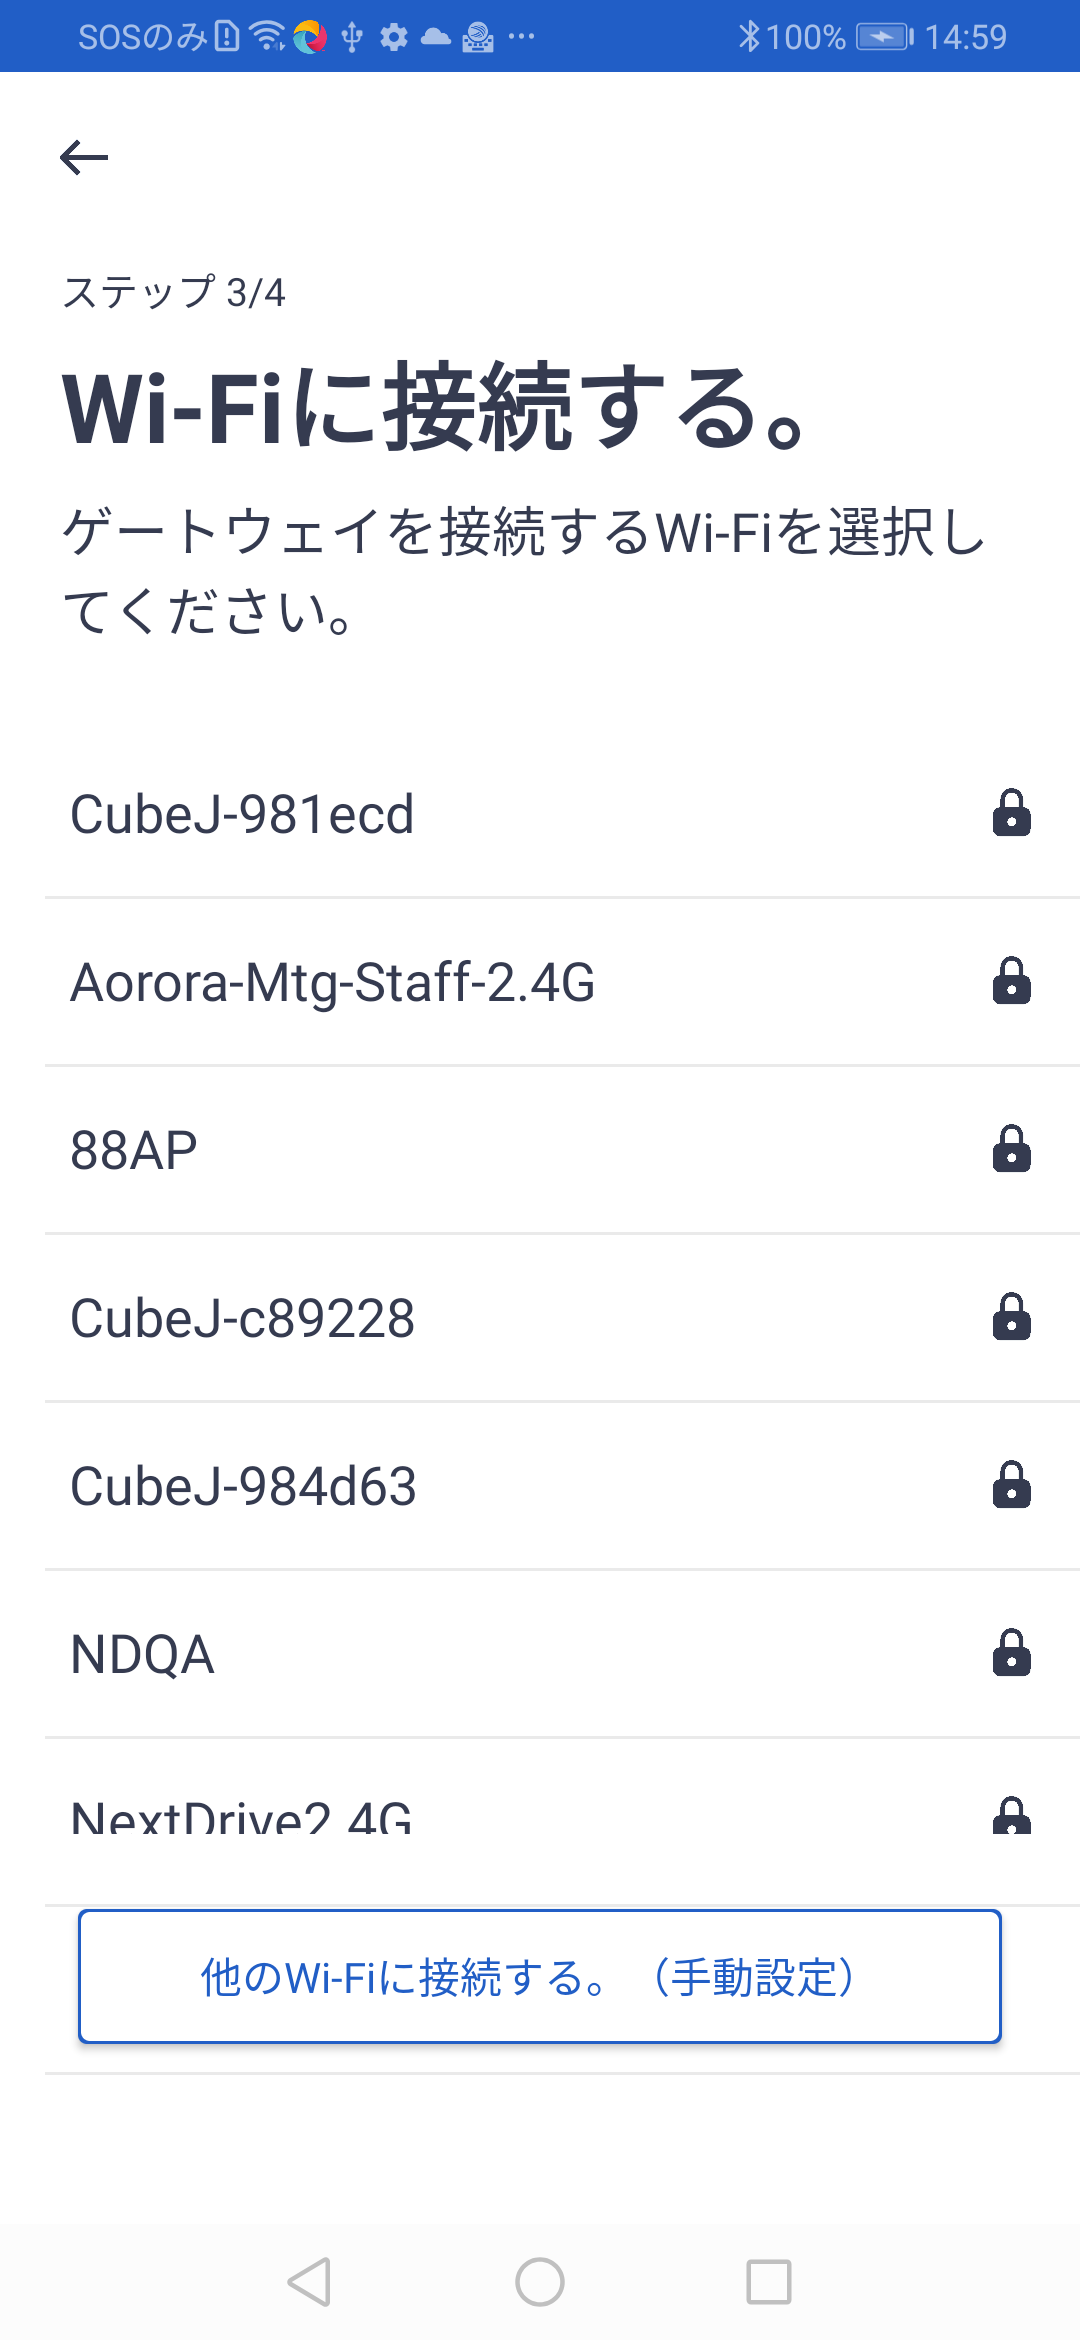 SOSのみ 100% 14:59
ステップ 3/4
Wi-Fiに接続する。
ゲートウェイを接続するWi-Fiを選択し
てください。
CubeJ-981ecd
Aorora-Mtg-Staff-2.4G
88AP
CubeJ-c89228
CubeJ-984d63
NDQA
NextDrive2.4G
他のWi-Fiに接続する。（手動設定）